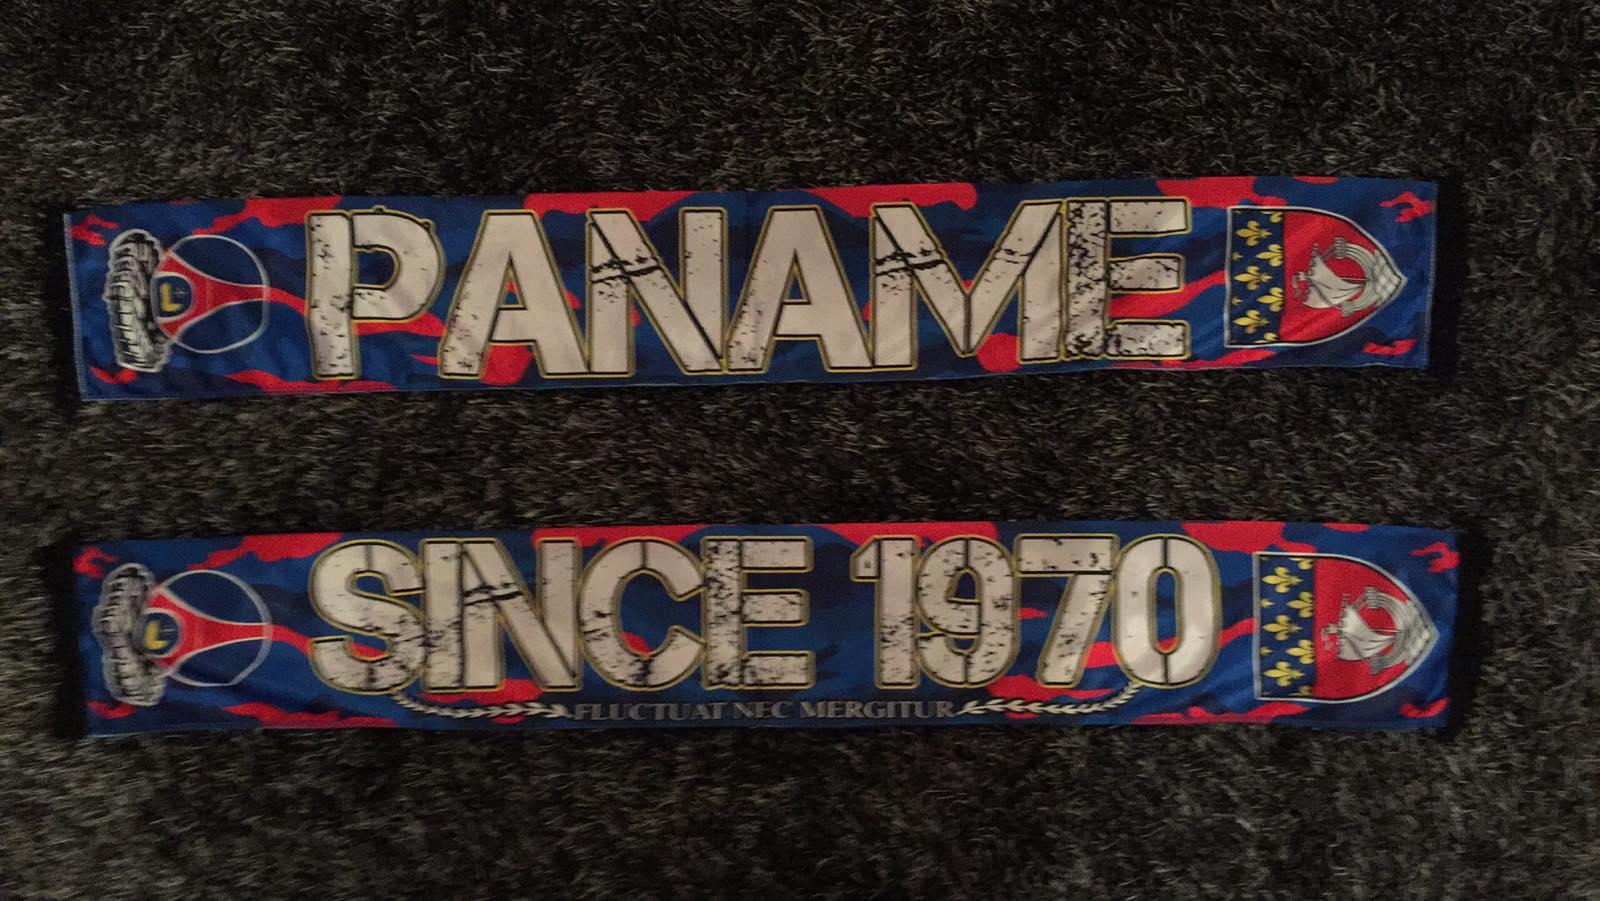 PANAME
L
SINCE 1970
L
FLUCTUAT NEC MERGITUR